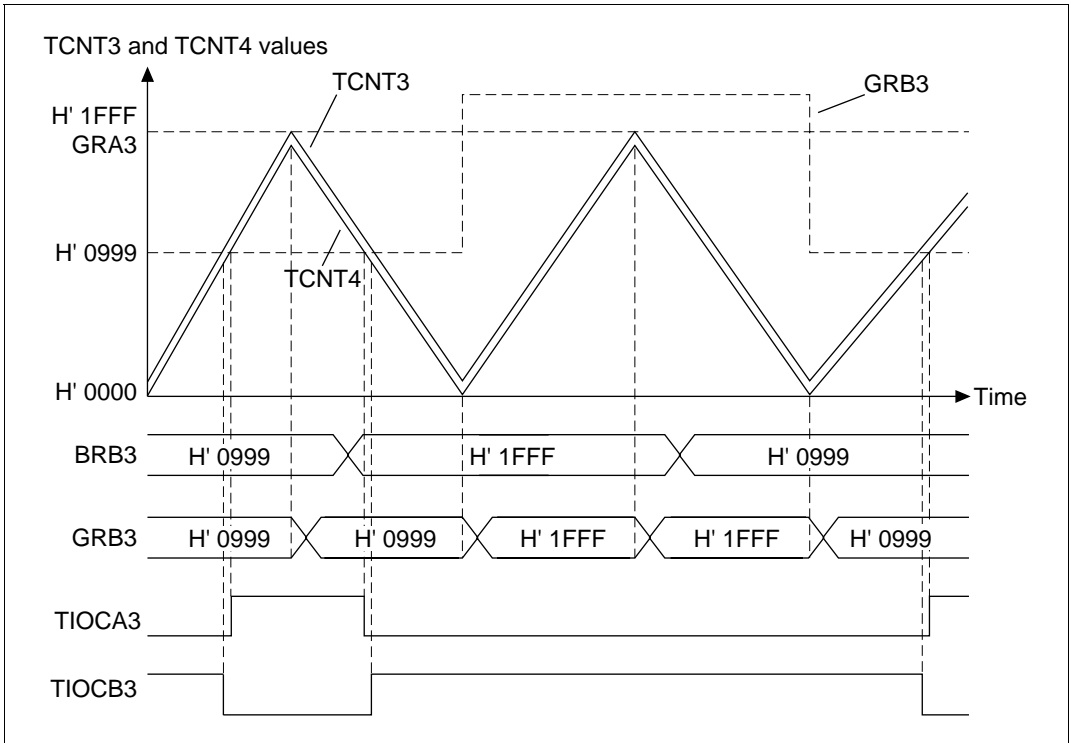 TCNT3 and TCNT4 values
TCNT3
GRB3
H' 1FFF
GRA3
H' 0999
TCNT4
H' 0000
Time
BRB3 H' 0999 H' 1FFF H' 0999
GRB3 H' 0999 H' 0999 H' 1FFF H' 1FFF H' 0999
TIOCA3
TIOCB3